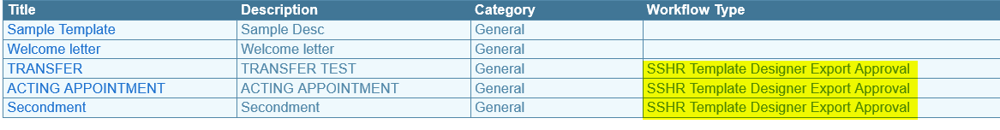 Title Description Category Workflow Type
Sample Template Sample Desc General
Welcome letter Welcome letter General
TRANSFER TRANSFER TEST General SSHR Template Designer Export Approval
ACTING APPOINTMENT ACTING APPOINTMENT General SSHR Template Designer Export Approval
Secondment Secondment General SSHR Template Designer Export Approval